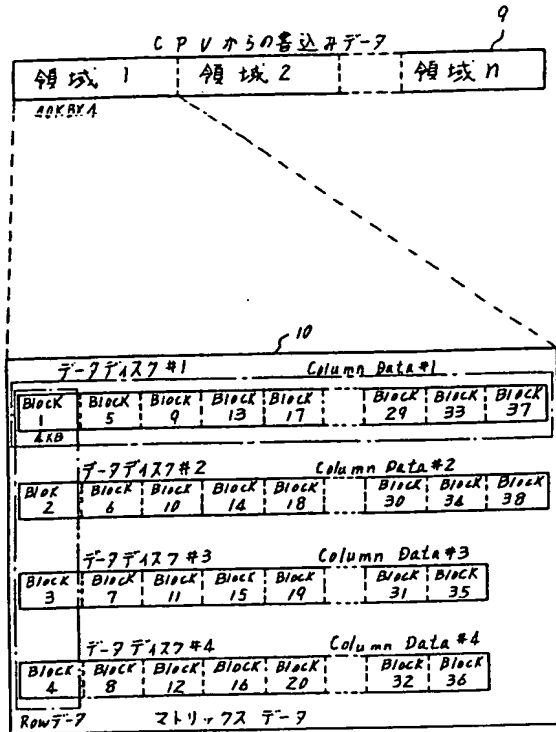 9
CPUからの書込みデータ
領域 1 領域 2 領域 n
10
データディスク#1 Column Data#1
Block 1 Block 5 Block 9 Block 13 Block 17 Block 29 Block 33 Block 37
データディスク#2 Column Data#2
Blok 2 Block 6 Block 10 Block 14 Block 18 Block 30 Block 34 Block 38
データディスク#3 Column Data#3
Block 3 Block 7 Block 11 Block 15 Block 19 Block 31 Block 35
データディスク#4 Column Data#4
Block 4 Block 8 Block 12 Block 16 Block 20 Block 32 Block 36
Rowデータ マトリックス データ